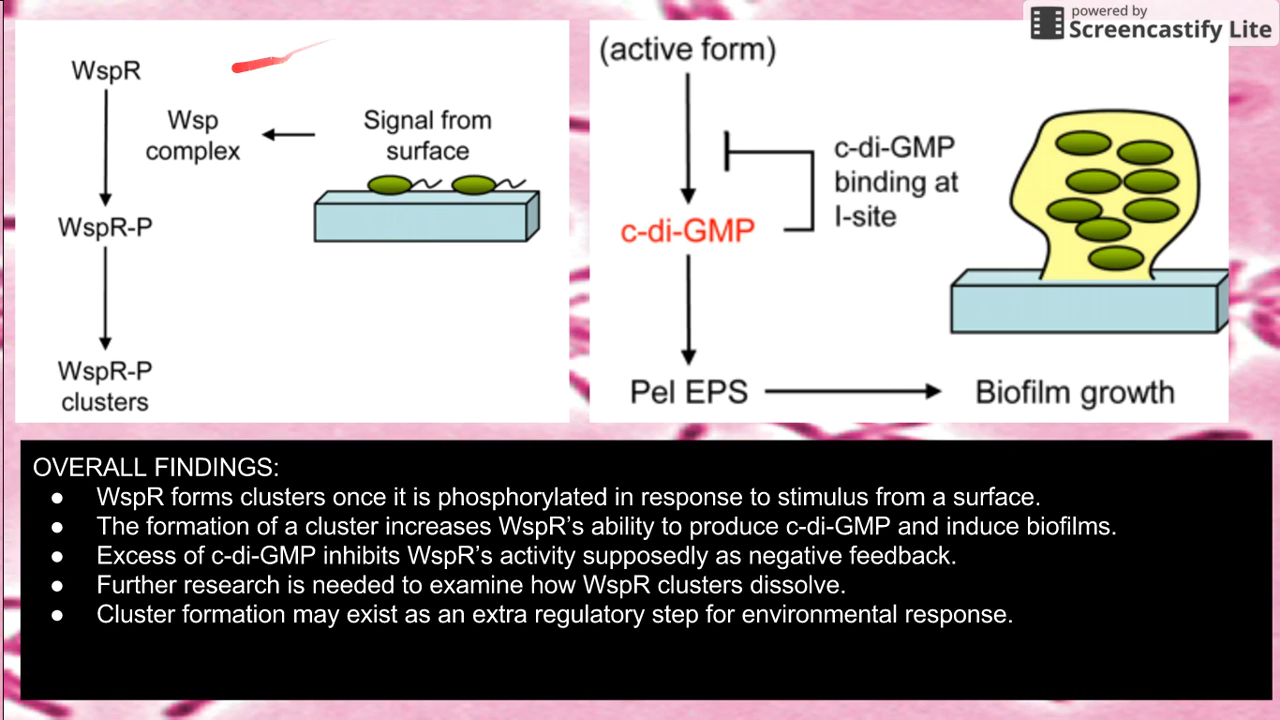 powered by
Screencastify Lite
WspR
Wsp
complex
Signal from
surface
WspR-P
WspR-P
clusters
(active form)
c-di-GMP
binding at
I-site
c-di-GMP
Pel EPS
Biofilm growth
OVERALL FINDINGS:
● WspR forms clusters once it is phosphorylated in response to stimulus from a surface.
● The formation of a cluster increases WspR’s ability to produce c-di-GMP and induce biofilms.
● Excess of c-di-GMP inhibits WspR’s activity supposedly as negative feedback.
● Further research is needed to examine how WspR clusters dissolve.
● Cluster formation may exist as an extra regulatory step for environmental response.